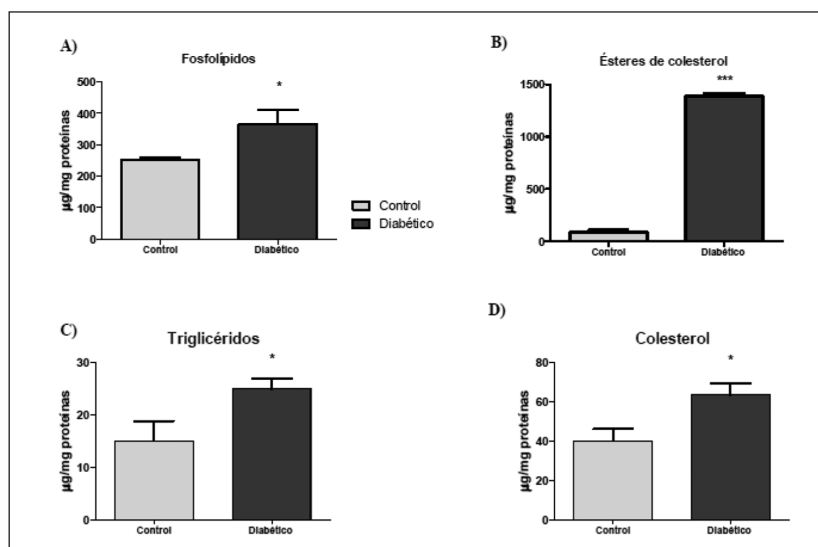 A)
Fosfolípidos
500
400
300
200
100
0
µg/mg proteínas
*
Control
Diabético
Control
Diabético
B)
Ésteres de colesterol
1500
1000
500
0
µg/mg proteínas
***
Control
Diabético
C)
Triglicéridos
30
20
10
0
µg/mg proteínas
*
Control
Diabético
D)
Colesterol
80
60
40
20
0
µg/mg proteínas
*
Control
Diabético